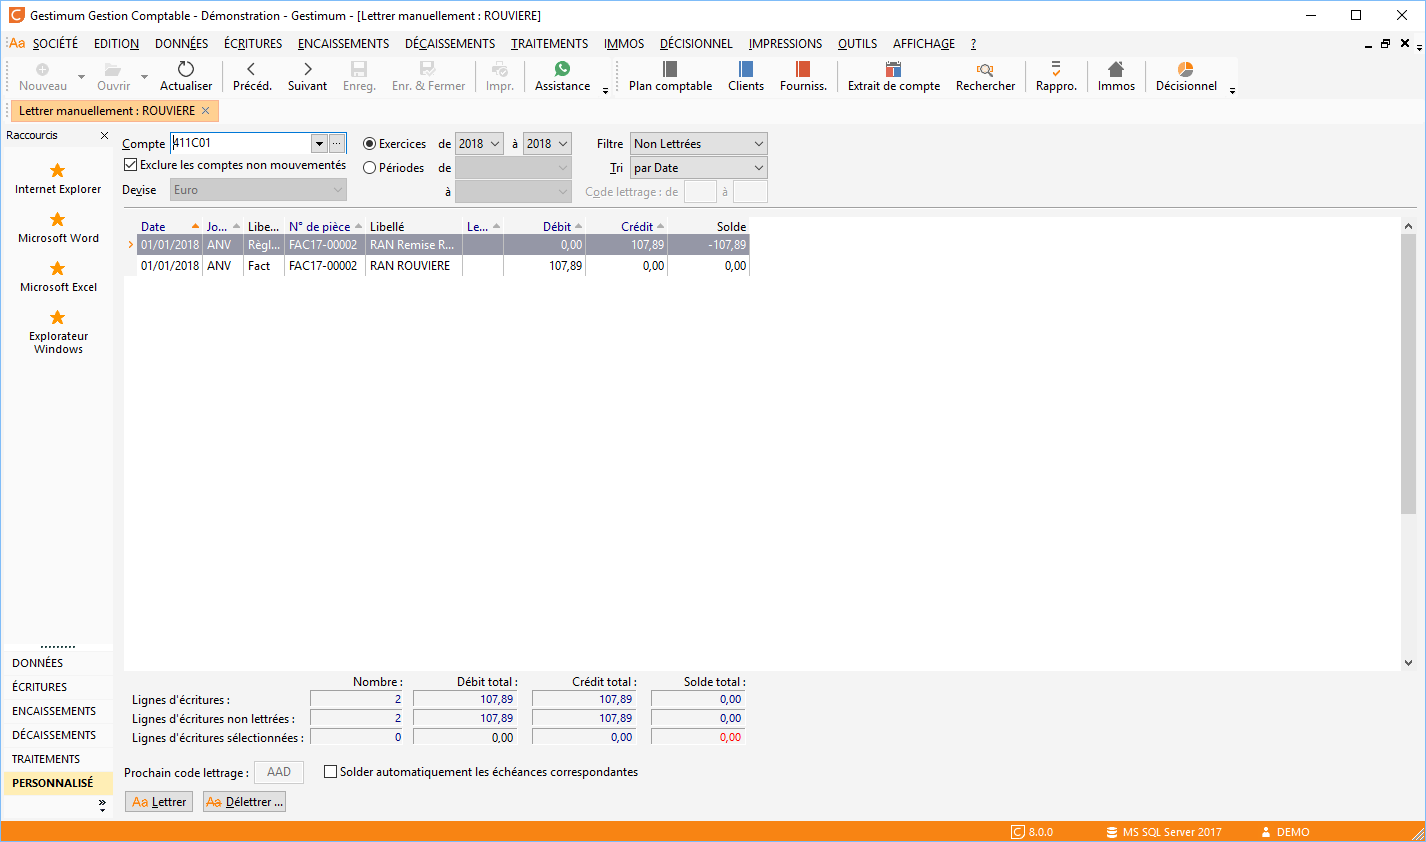 Gestimum Gestion Comptable - Démonstration - Gestimum - [Lettrer manuellement : ROUVIERE]
Aa SOCIÉTÉ EDITION DONNÉES ÉCRITURES ENCAISSEMENTS DÉCAISSEMENTS TRAITEMENTS IMMOS DÉCISIONNEL IMPRESSIONS OUTILS AFFICHAGE ?
Nouveau Ouvrir Actualiser Précéd. Suivant Enreg. Enr. & Fermer Impr. Assistance Plan comptable Clients Fourniss. Extrait de compte Rechercher Rappro. Immos Décisionnel
Lettrer manuellement : ROUVIERE
Raccourcis
Internet Explorer
Microsoft Word
Microsoft Excel
Explorateur
Windows
DONNÉES
ÉCRITURES
ENCAISSEMENTS
DÉCAISSEMENTS
TRAITEMENTS
PERSONNALISÉ
Compte 411C01 Exercices de 2018 à 2018 Filtre Non Lettrées
Exclure les comptes non mouvementés Périodes de Tri par Date
Devise Euro à Code lettrage : de à
Date Jo... Libe... N° de pièce Libellé Le... Débit Crédit Solde
01/01/2018 ANV Règl... FAC17-00002 RAN Remise R... 0,00 107,89 -107,89
01/01/2018 ANV Fact FAC17-00002 RAN ROUVIERE 107,89 0,00 0,00
Nombre : Débit total : Crédit total : Solde total :
Lignes d'écritures : 2 107,89 107,89 0,00
Lignes d'écritures non lettrées : 2 107,89 107,89 0,00
Lignes d'écritures sélectionnées : 0 0,00 0,00 0,00
Prochain code lettrage : AAD Solder automatiquement les échéances correspondantes
Aa Lettrer Aa Délettrer ...
8.0.0 MS SQL Server 2017 DEMO